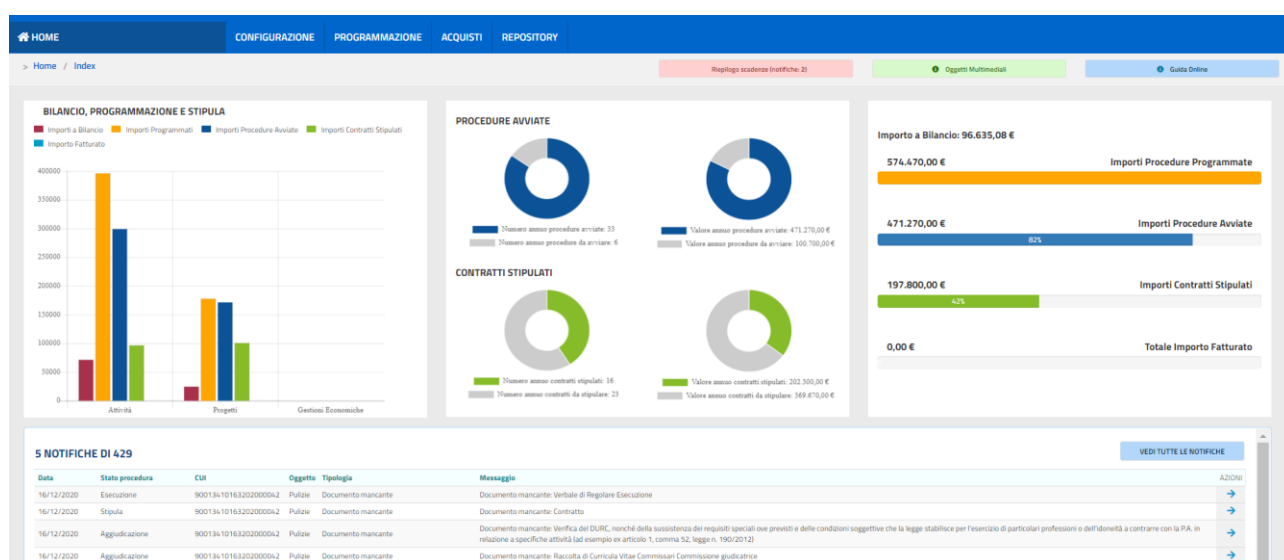 HOME CONFIGURAZIONE PROGRAMMAZIONE ACQUISTI REPOSITORY
> Home / Index
Riepilogo scadenze (notifiche: 2)
Oggetti Multimediali
Guida Online
BILANCIO, PROGRAMMAZIONE E STIPULA
Importi a Bilancio Importi Programmati Importi Procedure Avviate Importi Contratti Stipulati
Importo Fatturato
400000
350000
300000
250000
200000
150000
100000
50000
0
Attività Progetti Gestioni Economiche
PROCEDURE AVVIATE
Numero annuo procedure avviate: 33
Numero annuo procedure da avviare: 6
Valore annuo procedure avviate: 471.270,00 €
Valore annuo procedure da avviare: 100.700,00 €
CONTRATTI STIPULATI
Numero annuo contratti stipulati: 16
Numero annuo contratti da stipulare: 23
Valore annuo contratti stipulati: 202.300,00 €
Valore annuo contratti da stipulare: 369.670,00 €
Importo a Bilancio: 96.635,08 €
574.470,00 € Importi Procedure Programmate
471.270,00 € Importi Procedure Avviate
82%
197.800,00 € Importi Contratti Stipulati
42%
0,00 € Totale Importo Fatturato
5 NOTIFICHE DI 429
VEDI TUTTE LE NOTIFICHE
Data Stato procedura CUI Oggetto Tipologia Messaggio AZIONI
16/12/2020 Esecuzione 90013410163202000042 Pulizie Documento mancante Documento mancante: Verbale di Regolare Esecuzione
16/12/2020 Stipula 90013410163202000042 Pulizie Documento mancante Documento mancante: Contratto
16/12/2020 Aggiudicazione 90013410163202000042 Pulizie Documento mancante Documento mancante: Verifica del DURC, nonché della sussistenza dei requisiti speciali ove previsti e delle condizioni soggettive che la legge stabilisce per l'esercizio di particolari professioni o dell'idoneità a contrarre con la P.A. in
relazione a specifiche attività (ad esempio ex articolo 1, comma 52, legge n. 190/2012)
16/12/2020 Aggiudicazione 90013410163202000042 Pulizie Documento mancante Documento mancante: Raccolta di Curricula Vitae Commissari Commissione giudicatrice